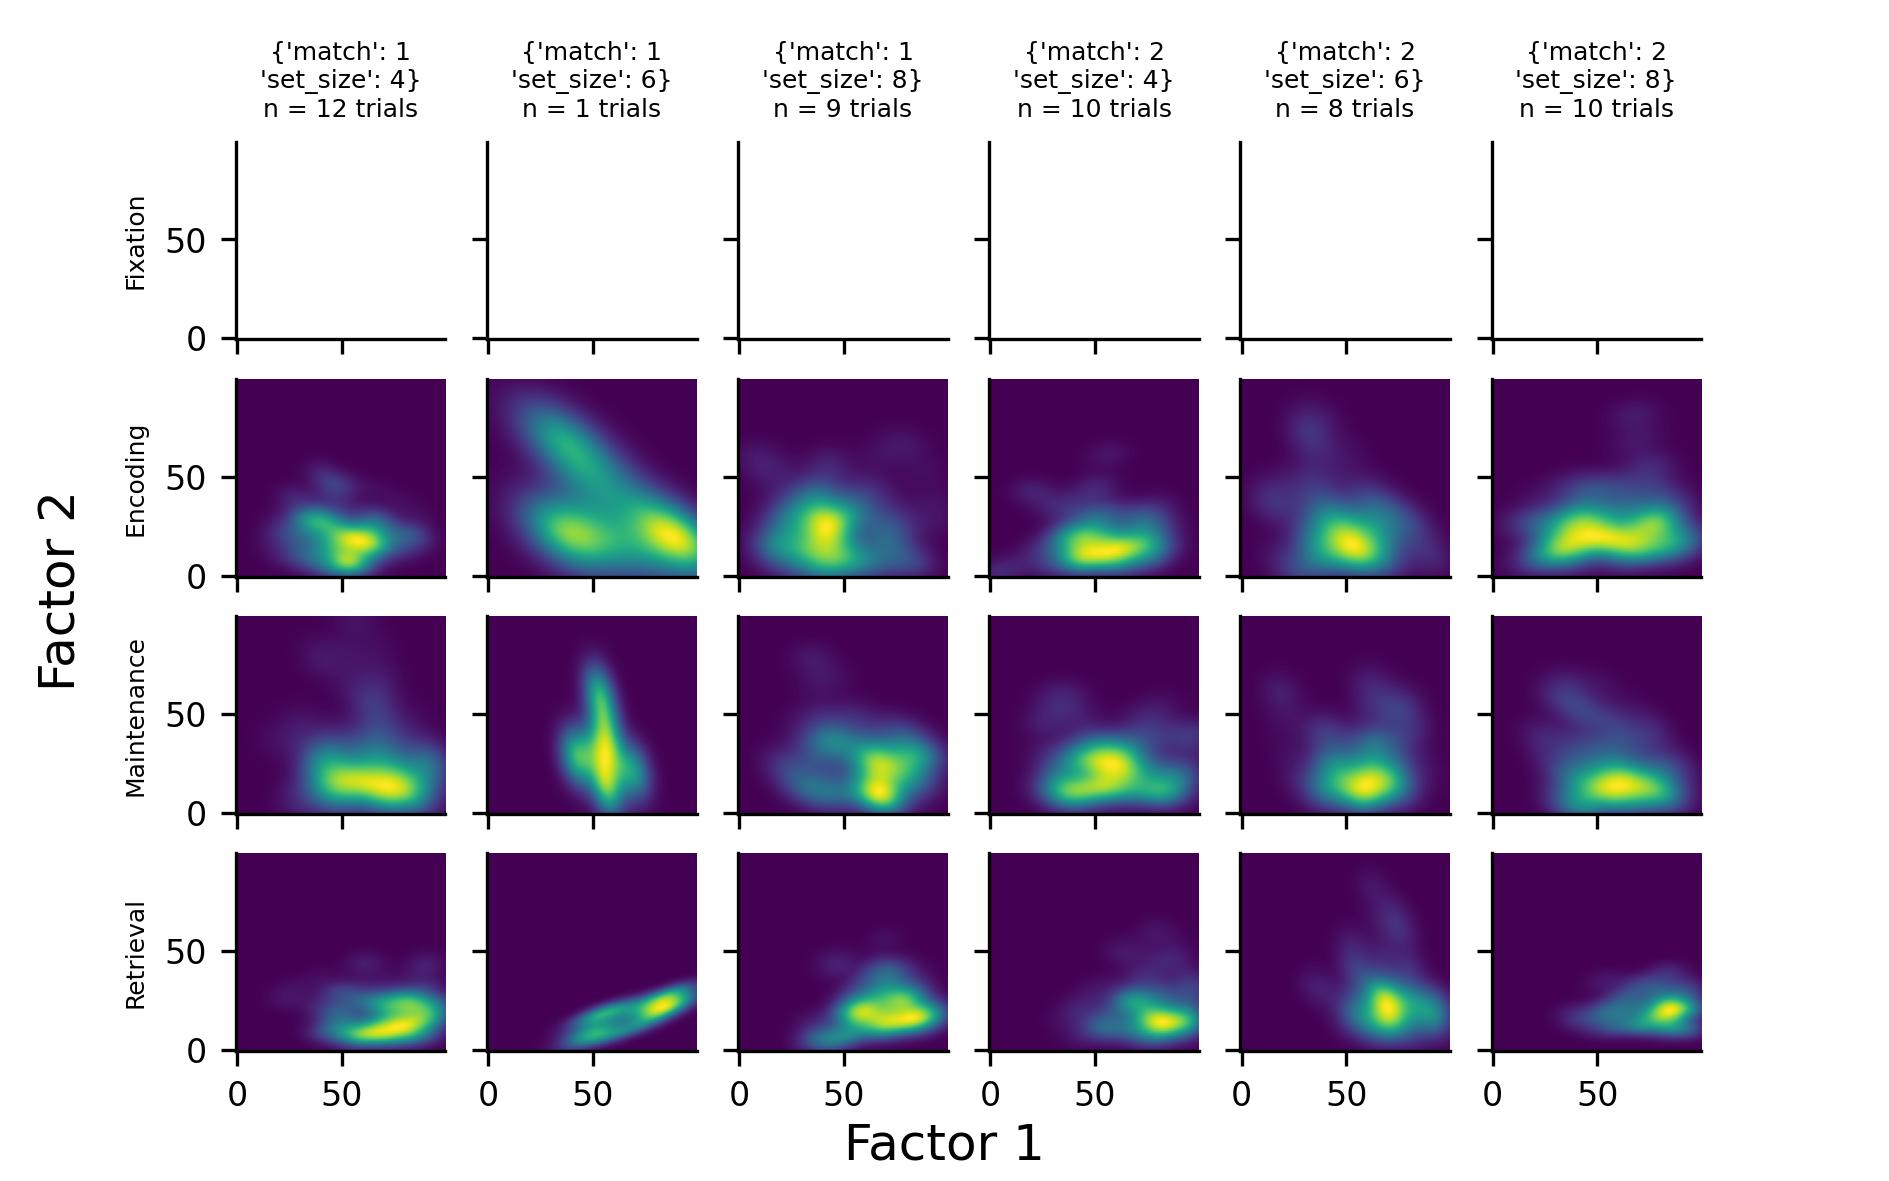 {'match': 1
'set_size': 4}
n = 12 trials
{'match': 1
'set_size': 6}
n = 1 trials
{'match': 1
'set_size': 8}
n = 9 trials
{'match': 2
'set_size': 4}
n = 10 trials
{'match': 2
'set_size': 6}
n = 8 trials
{'match': 2
'set_size': 8}
n = 10 trials
Factor 2
Fixation
50
0
Encoding
50
0
Maintenance
50
0
Retrieval
50
0
0 50 0 50 0 50 0 50 0 50 0 50
Factor 1